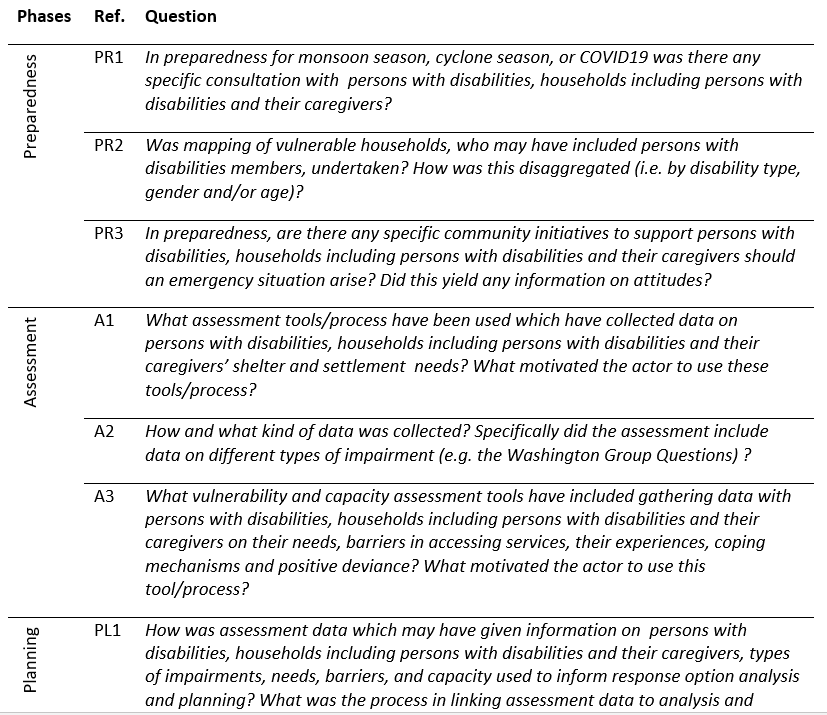 Phases Ref. Question
Preparedness
PR1 In preparedness for monsoon season, cyclone season, or COVID19 was there any
specific consultation with  persons with disabilities, households including persons with
disabilities and their caregivers?
PR2 Was mapping of vulnerable households, who may have included persons with
disabilities members, undertaken? How was this disaggregated (i.e. by disability type,
gender and/or age)?
PR3 In preparedness, are there any specific community initiatives to support persons with
disabilities, households including persons with disabilities and their caregivers should
an emergency situation arise? Did this yield any information on attitudes?
Assessment
A1 What assessment tools/process have been used which have collected data on
persons with disabilities, households including persons with disabilities and their
caregivers’ shelter and settlement  needs? What motivated the actor to use these
tools/process?
A2 How and what kind of data was collected? Specifically did the assessment include
data on different types of impairment (e.g. the Washington Group Questions) ?
A3 What vulnerability and capacity assessment tools have included gathering data with
persons with disabilities, households including persons with disabilities and their
caregivers on their needs, barriers in accessing services, their experiences, coping
mechanisms and positive deviance? What motivated the actor to use this
tool/process?
Planning
PL1 How was assessment data which may have given information on  persons with
disabilities, households including persons with disabilities and their caregivers, types
of impairments, needs, barriers, and capacity used to inform response option analysis
and planning? What was the process in linking assessment data to analysis and